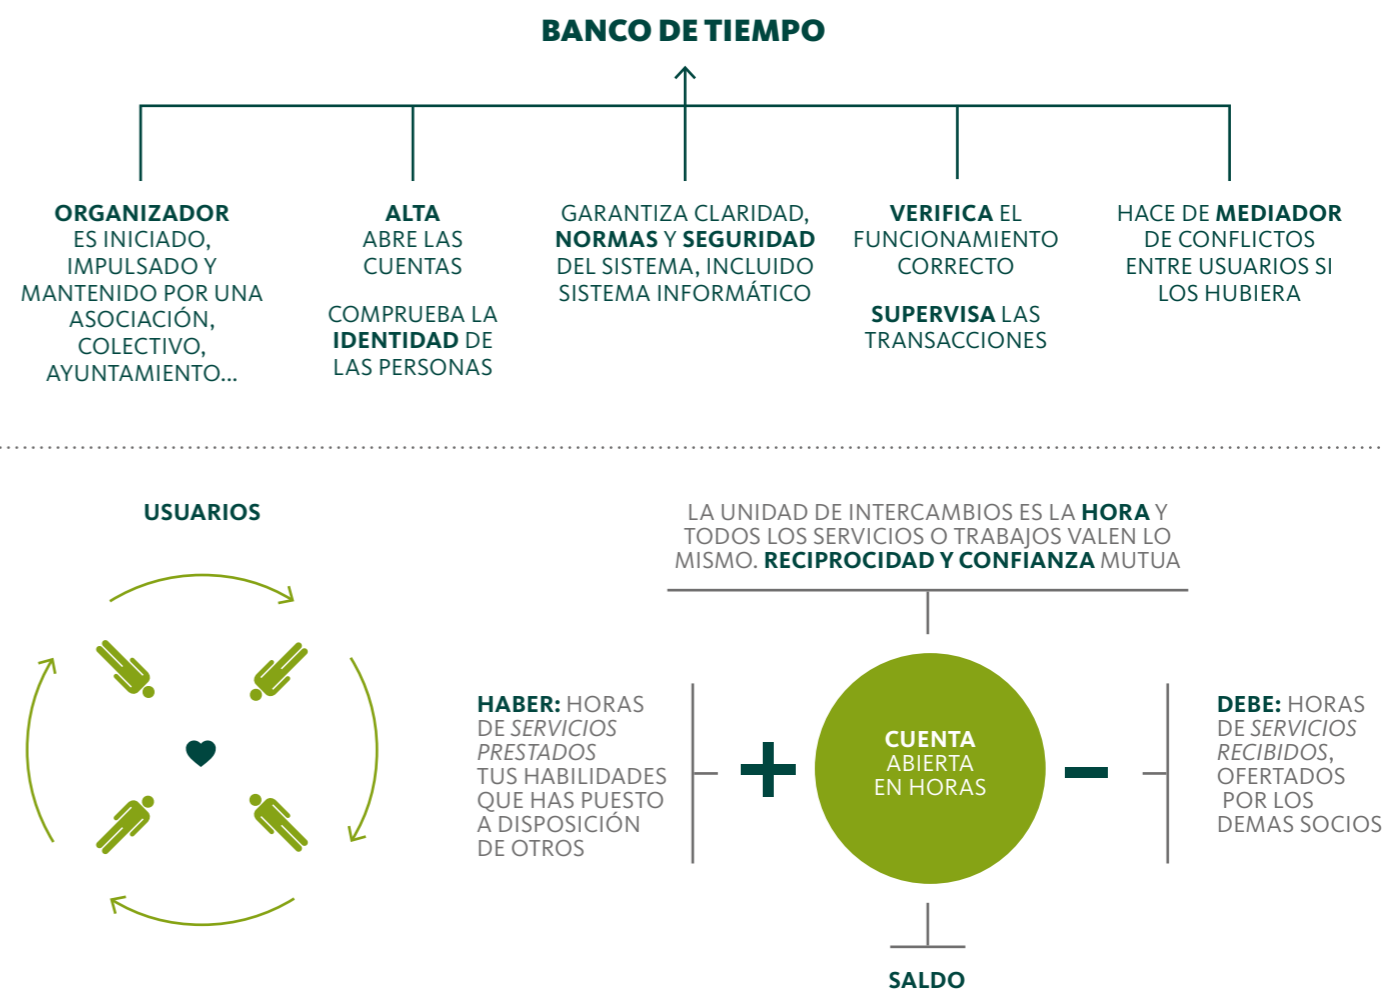 BANCO DE TIEMPO
ORGANIZADOR
ES INICIADO,
IMPULSADO Y
MANTENIDO POR UNA
ASOCIACIÓN,
COLECTIVO,
AYUNTAMIENTO...
ALTA
ABRE LAS
CUENTAS
COMPRUEBA LA
IDENTIDAD DE
LAS PERSONAS
GARANTIZA CLARIDAD,
NORMAS Y SEGURIDAD
DEL SISTEMA, INCLUIDO
SISTEMA INFORMÁTICO
VERIFICA EL
FUNCIONAMIENTO
CORRECTO
SUPERVISA LAS
TRANSACCIONES
HACE DE MEDIADOR
DE CONFLICTOS
ENTRE USUARIOS SI
LOS HUBIERA
USUARIOS
LA UNIDAD DE INTERCAMBIOS ES LA HORA Y
TODOS LOS SERVICIOS O TRABAJOS VALEN LO
MISMO. RECIPROCIDAD Y CONFIANZA MUTUA
HABER: HORAS
DE SERVICIOS
PRESTADOS
TUS HABILIDADES
QUE HAS PUESTO
A DISPOSICIÓN
DE OTROS
+
CUENTA
ABIERTA
EN HORAS
-
DEBE: HORAS
DE SERVICIOS
RECIBIDOS,
OFERTADOS
POR LOS
DEMAS SOCIOS
SALDO